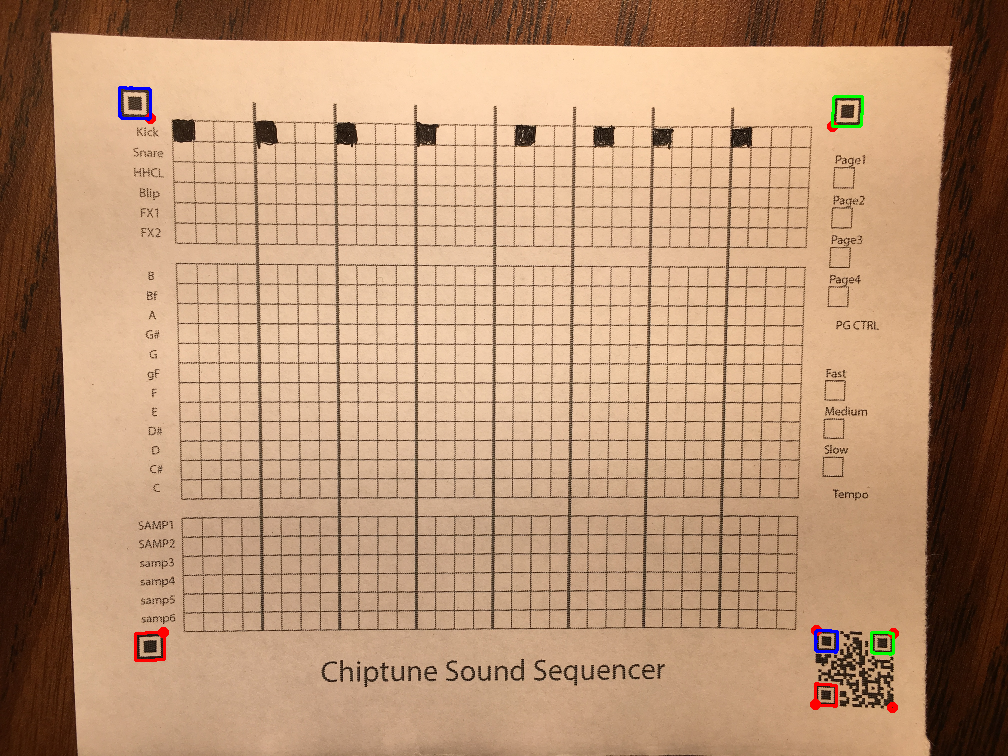 Kick
Snare
HHCL
Blip
FX1
FX2
B
Bf
A
G#
G
gF
F
E
D#
D
C#
C
SAMP1
SAMP2
samp3
samp4
samp5
samp6
Page1
Page2
Page3
Page4
PG CTRL
Fast
Medium
Slow
Tempo
Chiptune Sound Sequencer